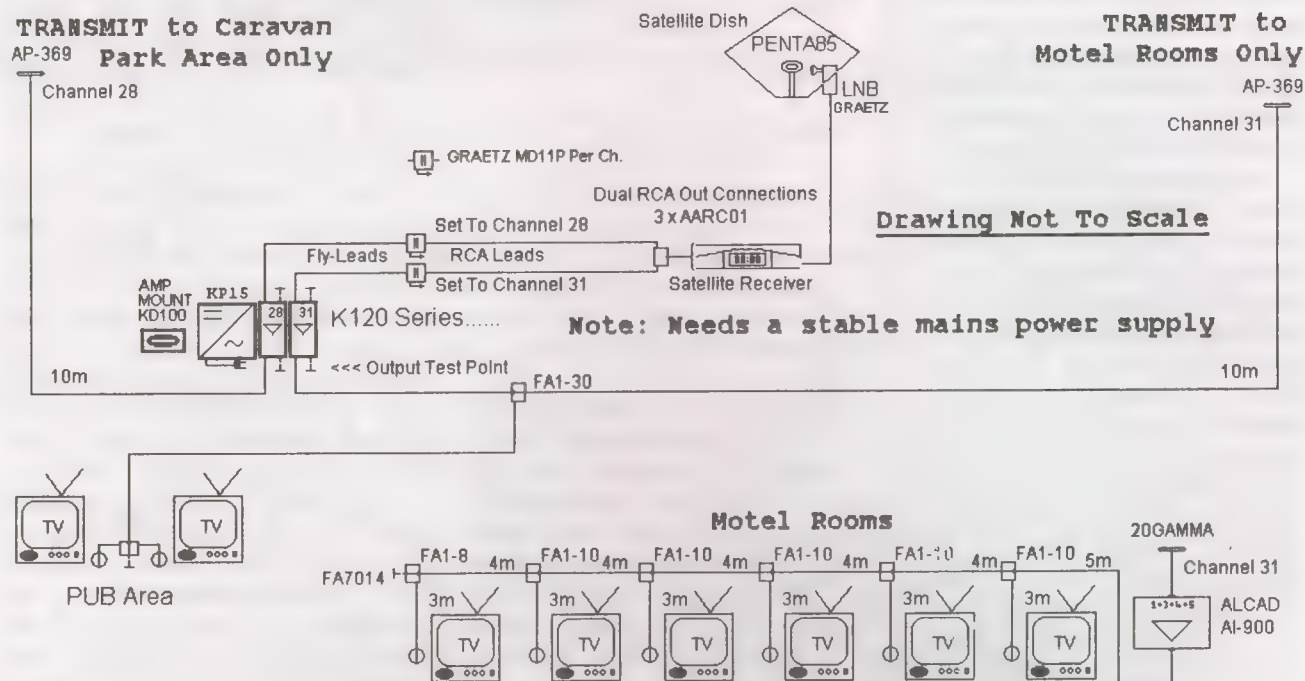 TRANSMIT to Caravan
Park Area Only
AP-369
Channel 28
Satellite Dish
PENTA85
LNB
GRAETZ
TRANSMIT to
Motel Rooms Only
AP-369
Channel 31
GRAETZ MD11P Per Ch.
Dual RCA Out Connections
3 x AARC01
Drawing Not To Scale
Set To Channel 28
Fly-Leads
RCA Leads
Set To Channel 31
Satellite Receiver
AMP
MOUNT
KD100
KP15
28
31
K120 Series......
Note: Needs a stable mains power supply
<<< Output Test Point
10m
FA1-30
10m
TV
TV
PUB Area
Motel Rooms
20GAMMA
Channel 31
FA7014
FA1-8
4m
FA1-10
4m
FA1-10
4m
FA1-10
4m
FA1-10
4m
FA1-10
5m
ALCAD
AI-900
3m
3m
3m
3m
3m
3m
TV
TV
TV
TV
TV
TV